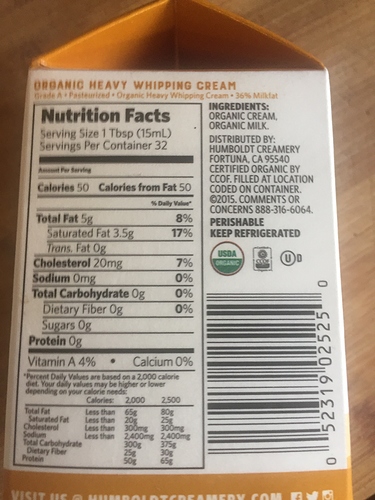 ORGANIC HEAVY WHIPPING CREAM
Grade A • Pasteurized • Organic Heavy Whipping Cream • 36% Milkfat
Nutrition Facts
Serving Size 1 Tbsp (15mL)
Servings Per Container 32
Amount Per Serving
Calories 50 Calories from Fat 50
% Daily Value*
Total Fat 5g 8%
Saturated Fat 3.5g 17%
Trans. Fat 0g
Cholesterol 20mg 7%
Sodium 0mg 0%
Total Carbohydrate 0g 0%
Dietary Fiber 0g 0%
Sugars 0g
Protein 0g
Vitamin A 4% • Calcium 0%
*Percent Daily Values are based on a 2,000 calorie
diet. Your daily values may be higher or lower
depending on your calorie needs:
Calories: 2,000 2,500
Total Fat Less than 65g 80g
Saturated Fat Less than 20g 25g
Cholesterol Less than 300mg 300mg
Sodium Less than 2,400mg 2,400mg
Total Carbohydrate 300g 375g
Dietary Fiber 25g 30g
Protein 50g 65g
INGREDIENTS:
ORGANIC CREAM,
ORGANIC MILK.
DISTRIBUTED BY:
HUMBOLDT CREAMERY
FORTUNA, CA 95540
CERTIFIED ORGANIC BY
CCOF. FILLED AT LOCATION
CODED ON CONTAINER.
©2015. COMMENTS OR
CONCERNS 888-316-6064.
PERISHABLE
KEEP REFRIGERATED
USDA
ORGANIC
CCOF
U D
0 52319 02525 0
VISIT US @ HUMBOLDTCREAMERY.COM